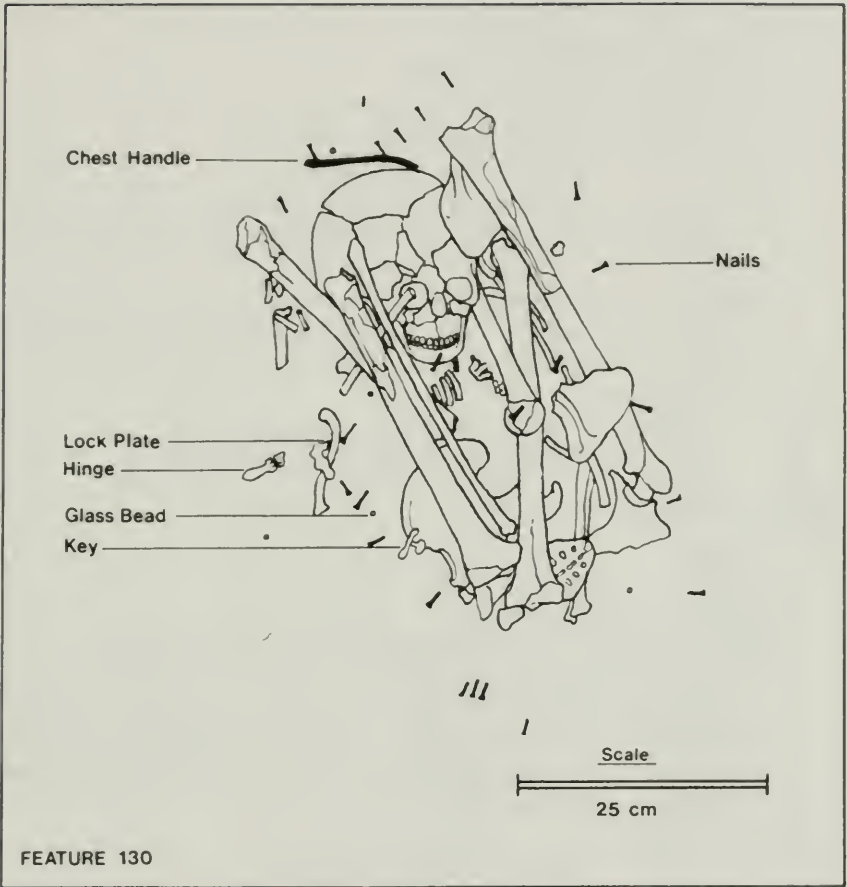 Chest Handle
Nails
Lock Plate
Hinge
Glass Bead
Key
Scale
25 cm
FEATURE 130